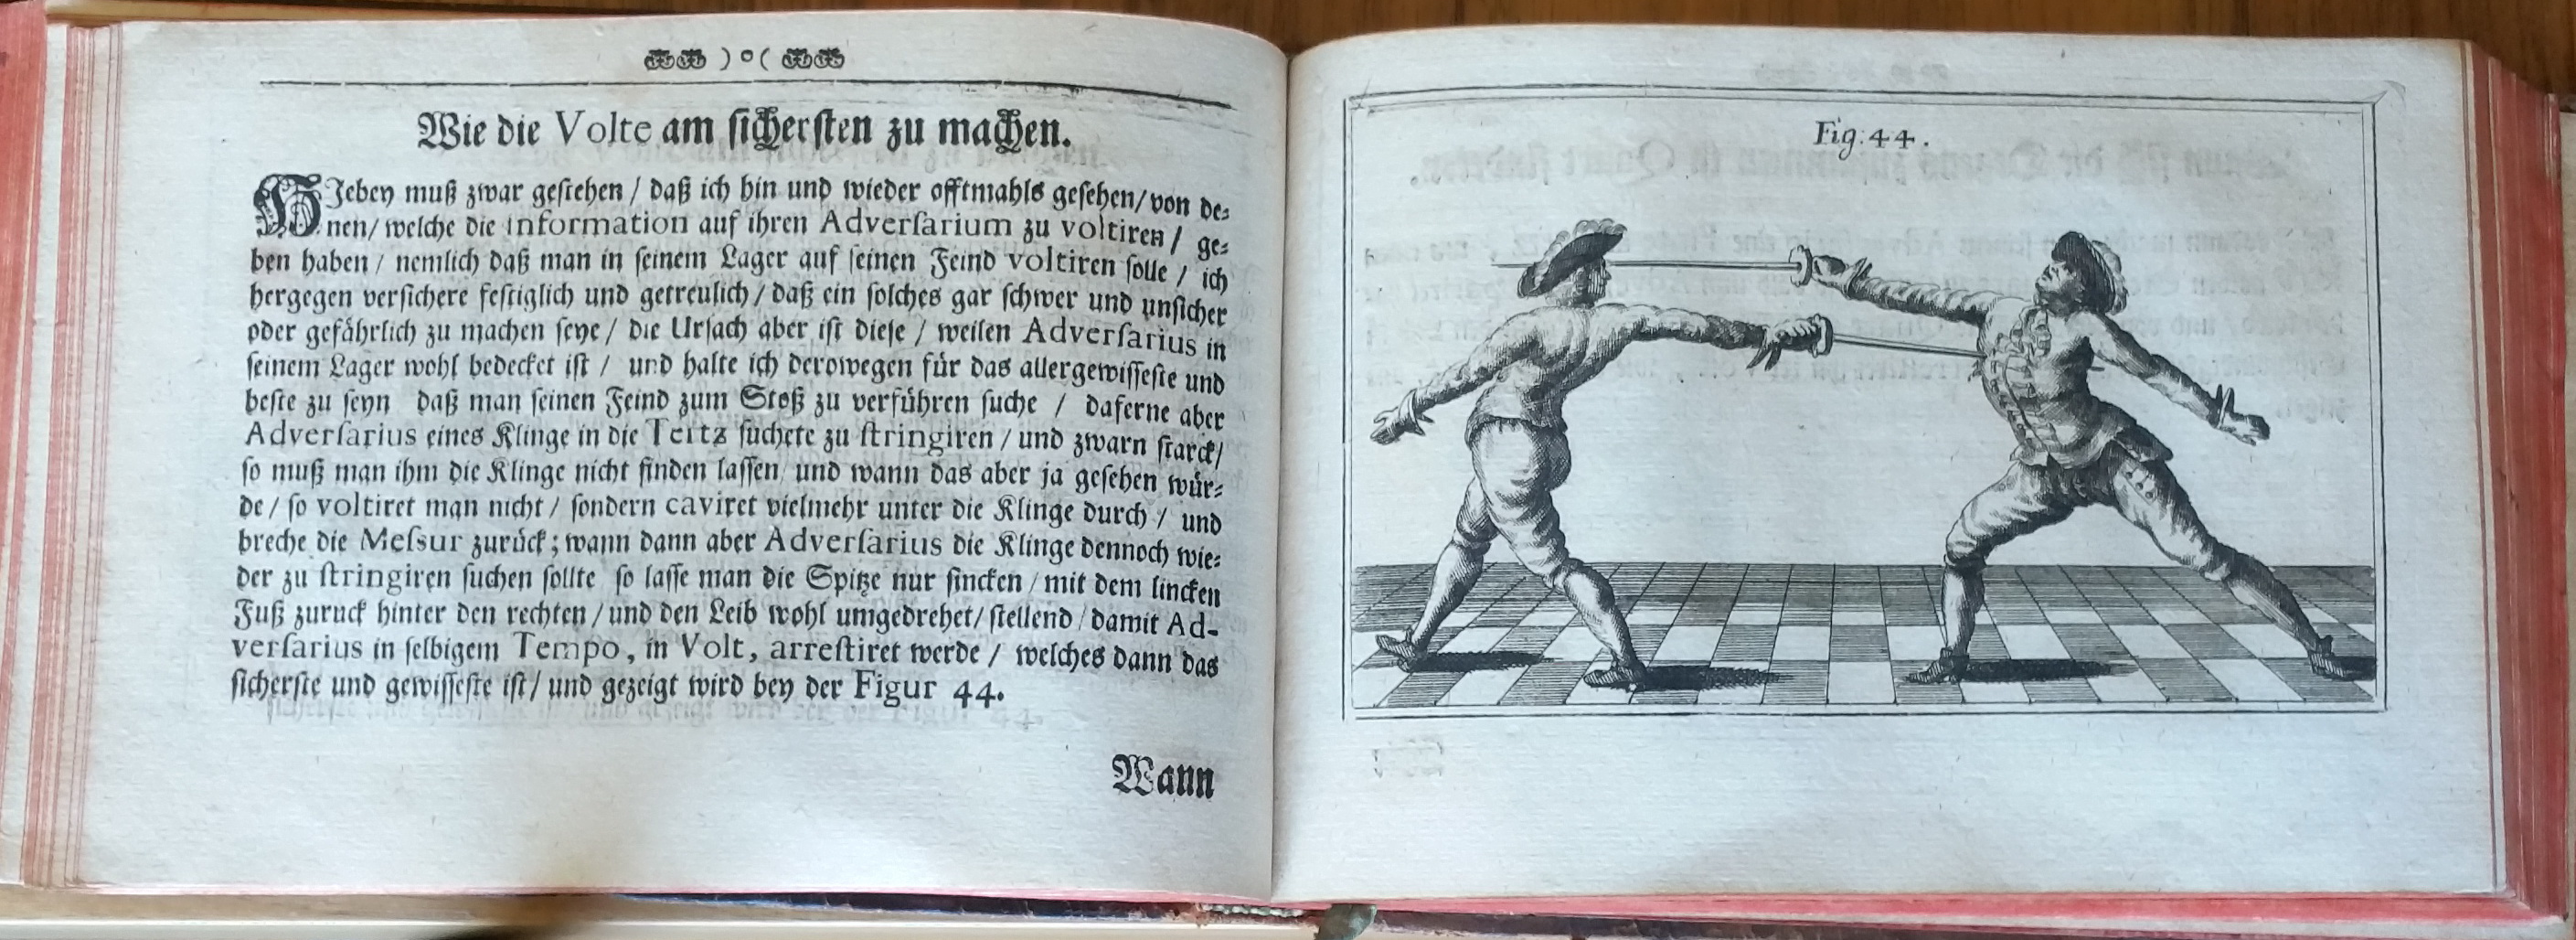 )o(
Wie die Volte am sichersten zu machen.
HIebey muß zwar gestehen / daß ich hin und wieder offtmahls gesehen / von de=
nen / welche die information auf ihren Adversarium zu voltiren / ge=
ben haben / nemlich daß man in seinem Lager auf seinen Feind voltiren solle / ich
hergegen versichere festiglich und getreulich / daß ein solches gar schwer und unsicher
oder gefährlich zu machen seye / die Ursach aber ist diese / weilen Adversarius in
seinem Lager wohl bedecket ist / und halte ich derowegen für das allergewisseste und
beste zu seyn daß man seinen Feind zum Stoß zu verführen suche / daferne aber
Adversarius eines Klinge in die Tertz suchete zu stringiren / und zwarn starck /
so muß man ihm die Klinge nicht finden lassen / und wann das aber ja gesehen wür=
de / so voltiret man nicht / sondern caviret vielmehr unter die Klinge durch / und
breche die Messur zurück ; wann dann aber Adversarius die Klinge dennoch wie=
der zu stringiren suchen sollte so lasse man die Spitze nur sincken / mit dem lincken
Fuß zuruck hinter den rechten / und den Leib wohl umgedrehet / stellend / damit Ad-
versarius in selbigem Tempo, in Volt, arrestiret werde / welches dann das
sicherste und gewisseste ist / und gezeigt wird bey der Figur 44.
Wann
Fig: 44.